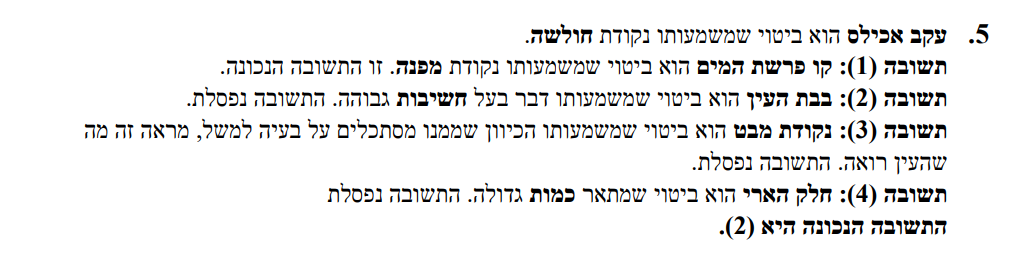 5. עקב אכילס הוא ביטוי שמשמעותו נקודת חולשה.
תשובה (1): קו פרשת המים הוא ביטוי שמשמעותו נקודת מפנה. זו התשובה הנכונה.
תשובה (2): בבת העין הוא ביטוי שמשמעותו דבר בעל חשיבות גבוהה. התשובה נפסלת.
תשובה (3): נקודת מבט הוא ביטוי שמשמעותו הכיוון שממנו מסתכלים על בעיה למשל, מראה זה מה
שהעין רואה. התשובה נפסלת.
תשובה (4): חלק הארי הוא ביטוי שמתאר כמות גדולה. התשובה נפסלת
התשובה הנכונה היא (2).